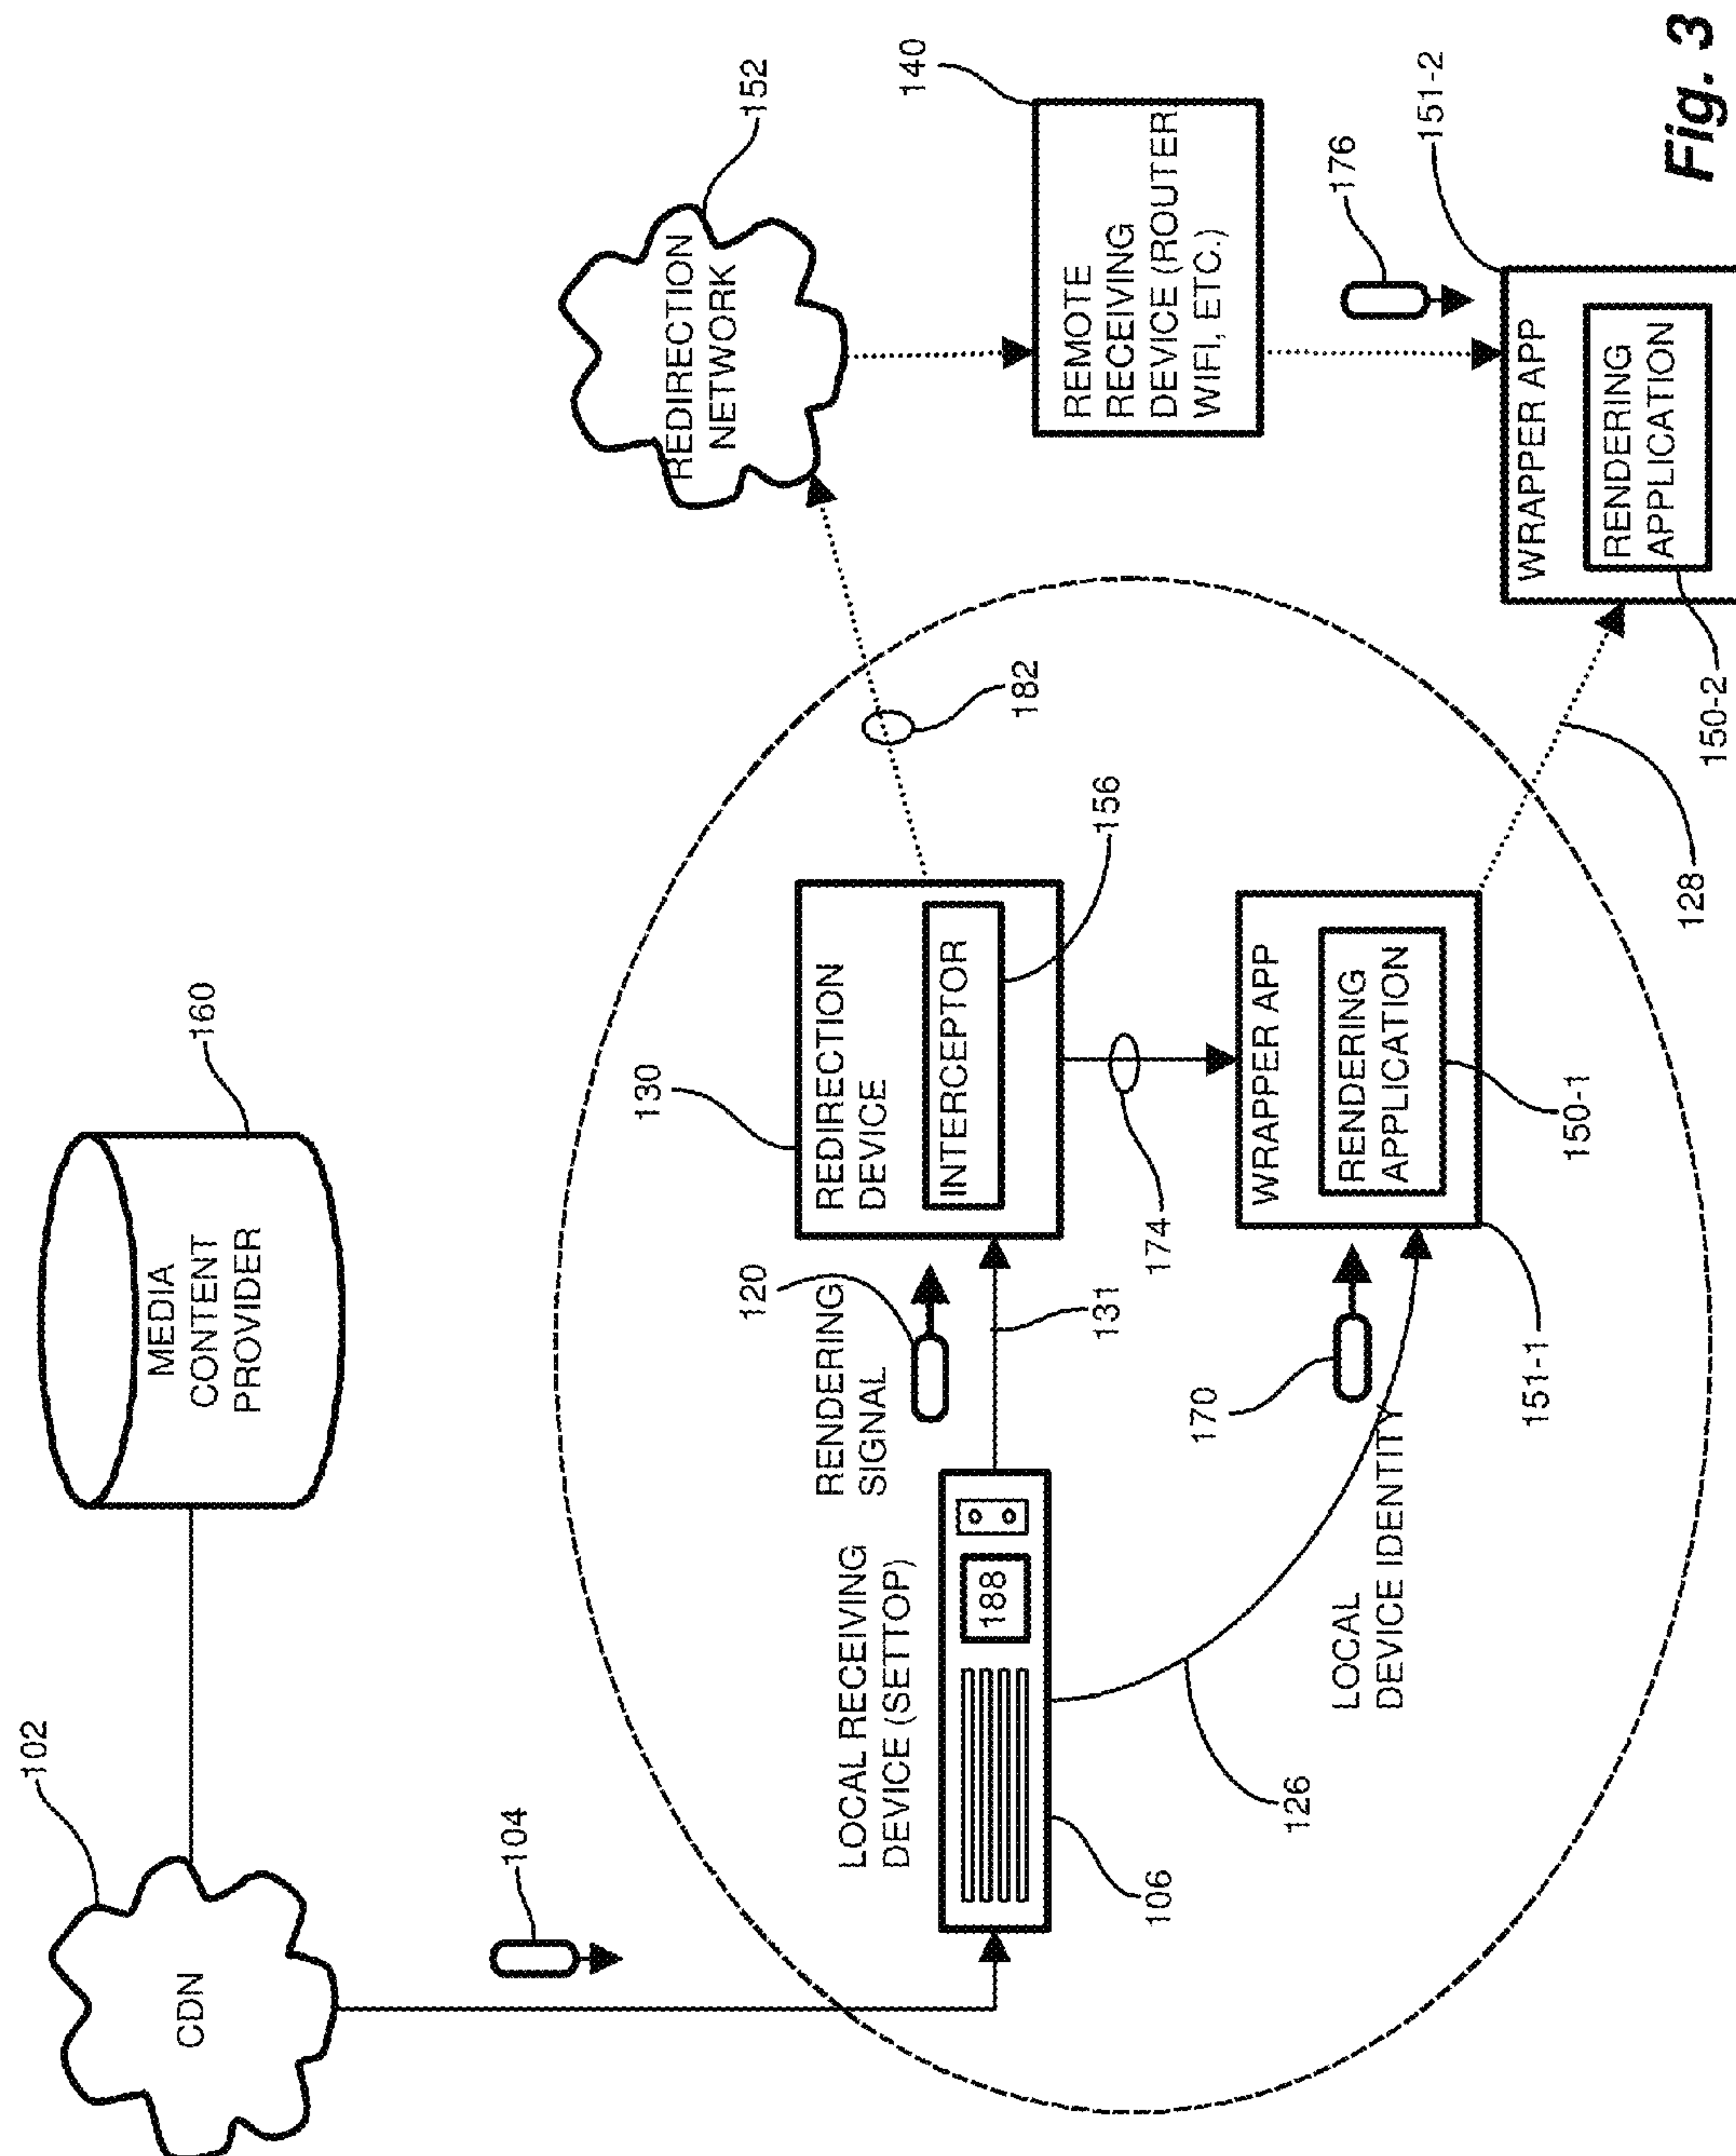 102
CDN
104
MEDIA
CONTENT
PROVIDER
160
LOCAL RECEIVING
DEVICE (SETTOP)
188
106
126
RENDERING
SIGNAL
120
131
LOCAL
DEVICE IDENTITY
170
130
REDIRECTION
DEVICE
INTERCEPTOR
156
174
WRAPPER APP
RENDERING
APPLICATION
150-1
151-1
182
128
REDIRECTION
NETWORK
152
REMOTE
RECEIVING
DEVICE (ROUTER
WIFI, ETC.)
140
176
WRAPPER APP
RENDERING
APPLICATION
150-2
151-2
Fig. 3